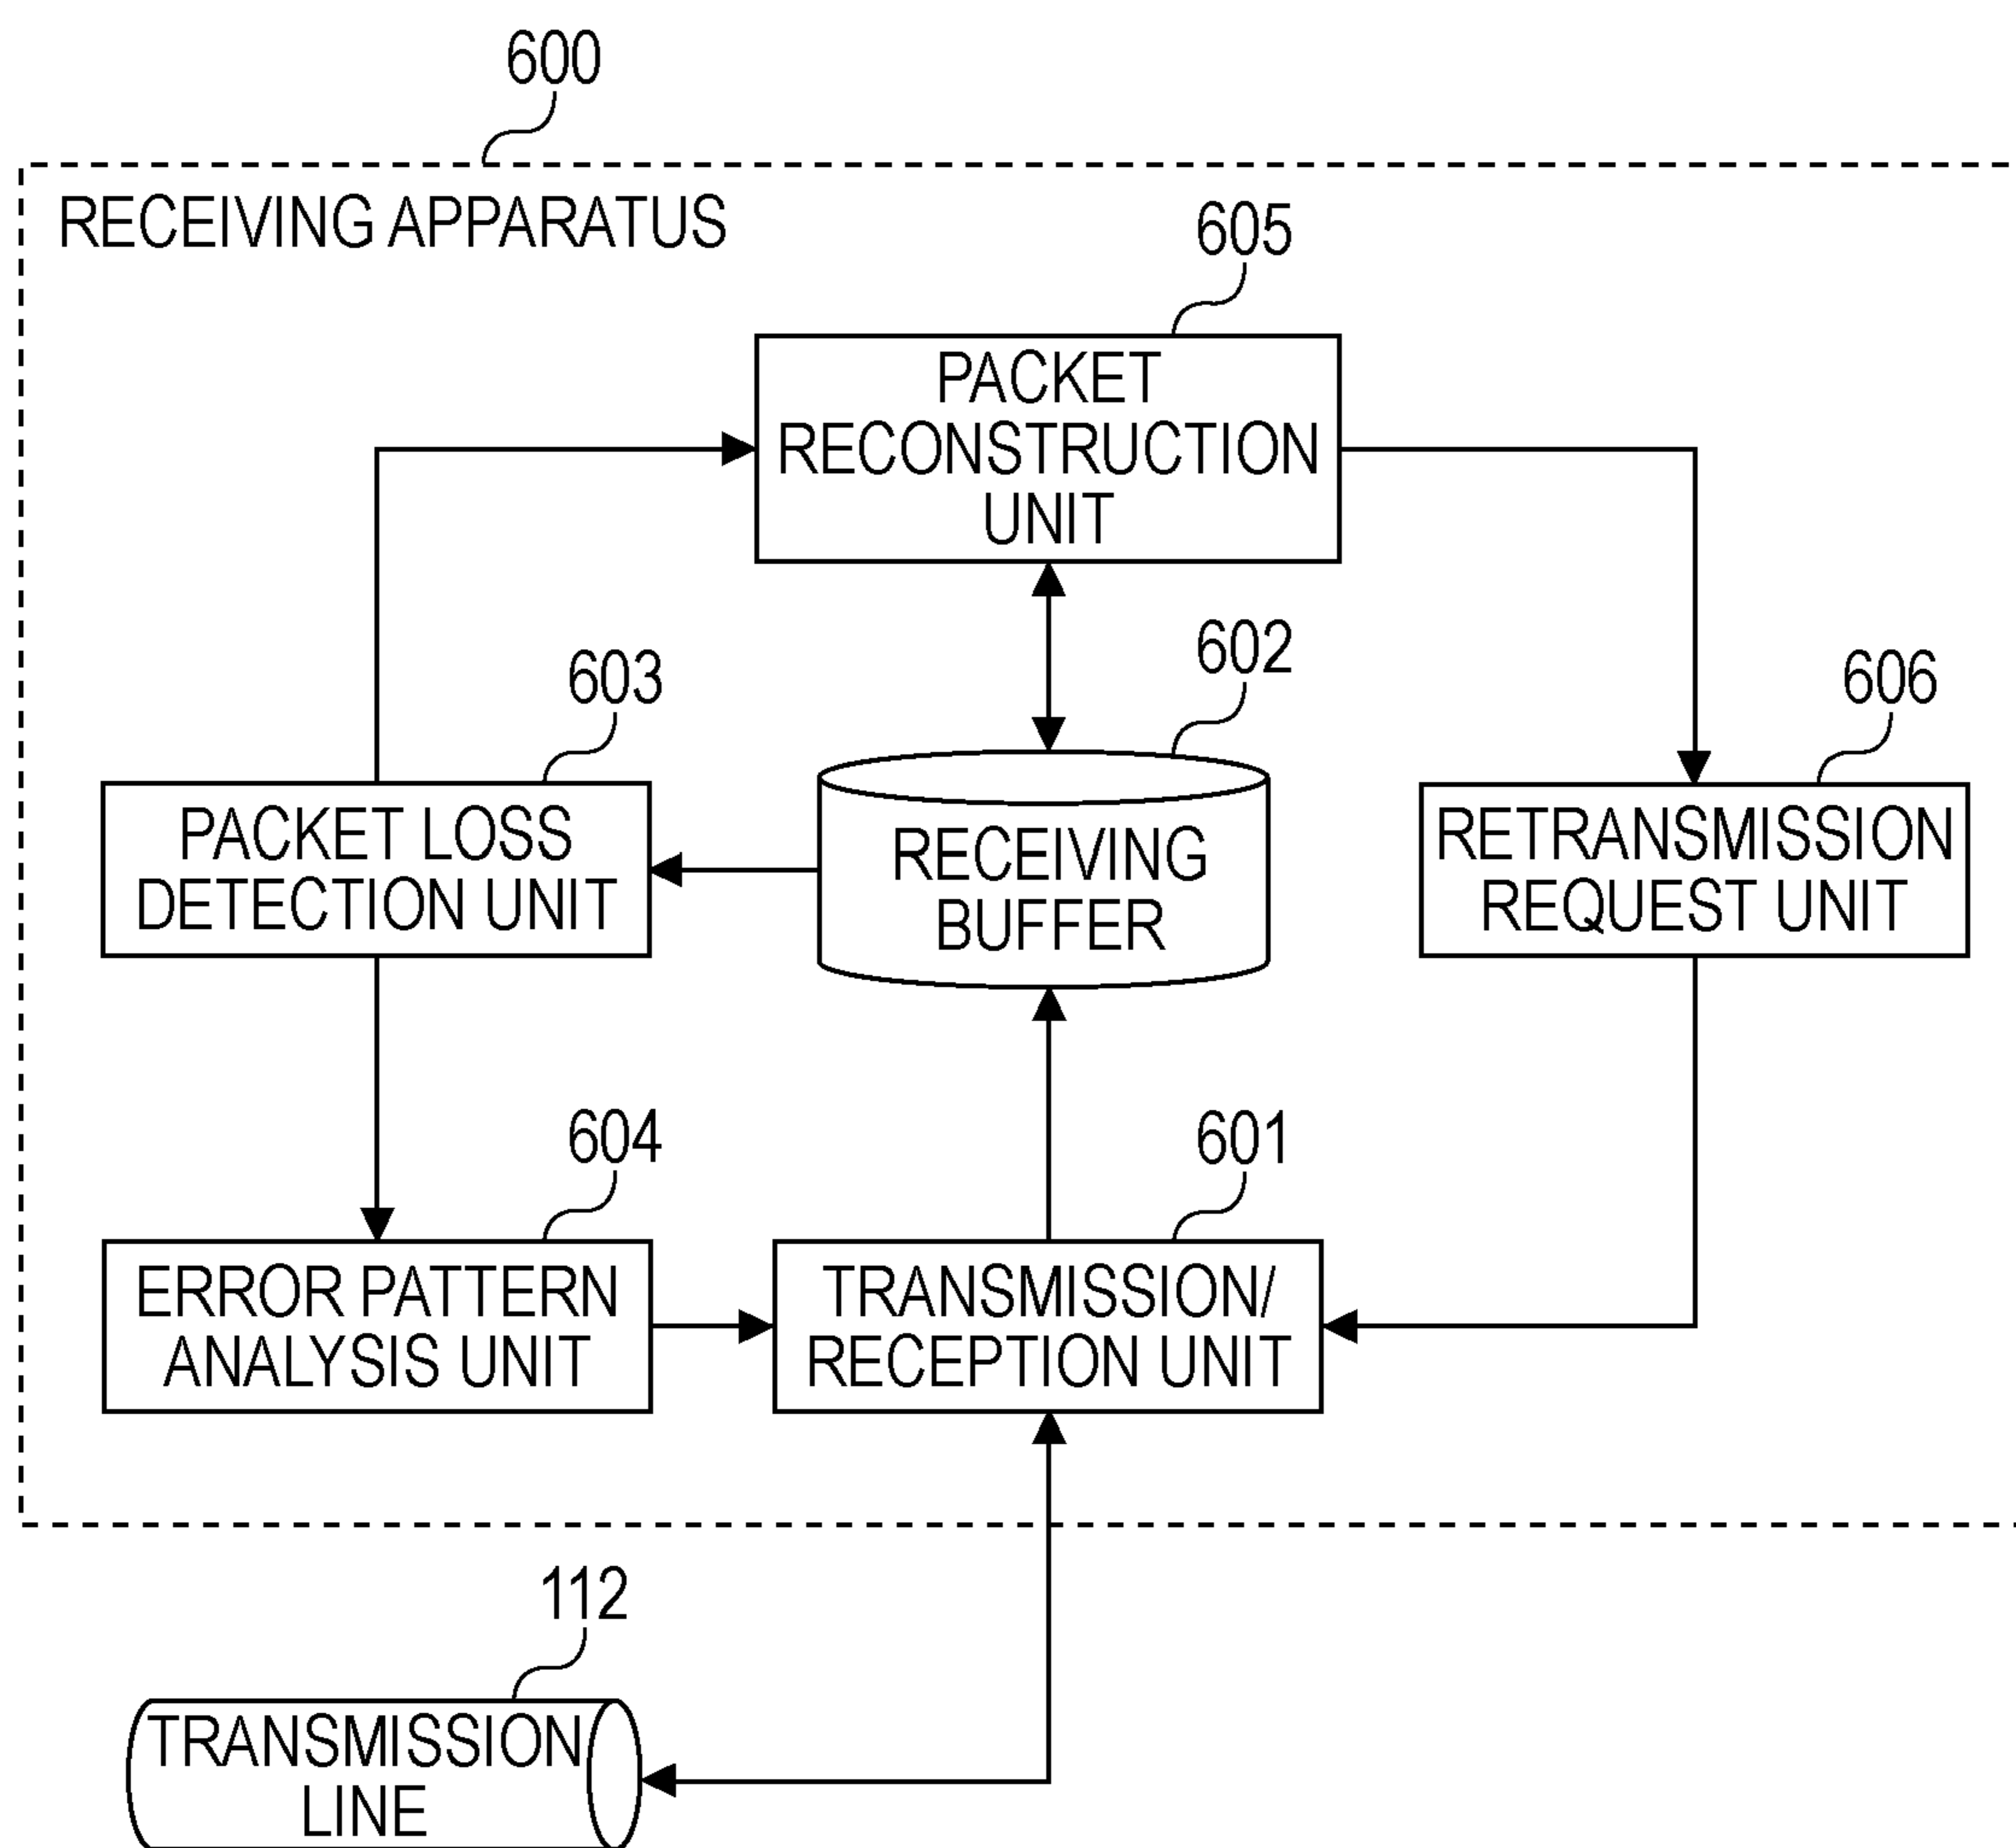 600
RECEIVING APPARATUS
605
PACKET
RECONSTRUCTION
UNIT
602
603
606
PACKET LOSS
DETECTION UNIT
RECEIVING
BUFFER
RETRANSMISSION
REQUEST UNIT
604
601
ERROR PATTERN
ANALYSIS UNIT
TRANSMISSION/
RECEPTION UNIT
112
TRANSMISSION
LINE